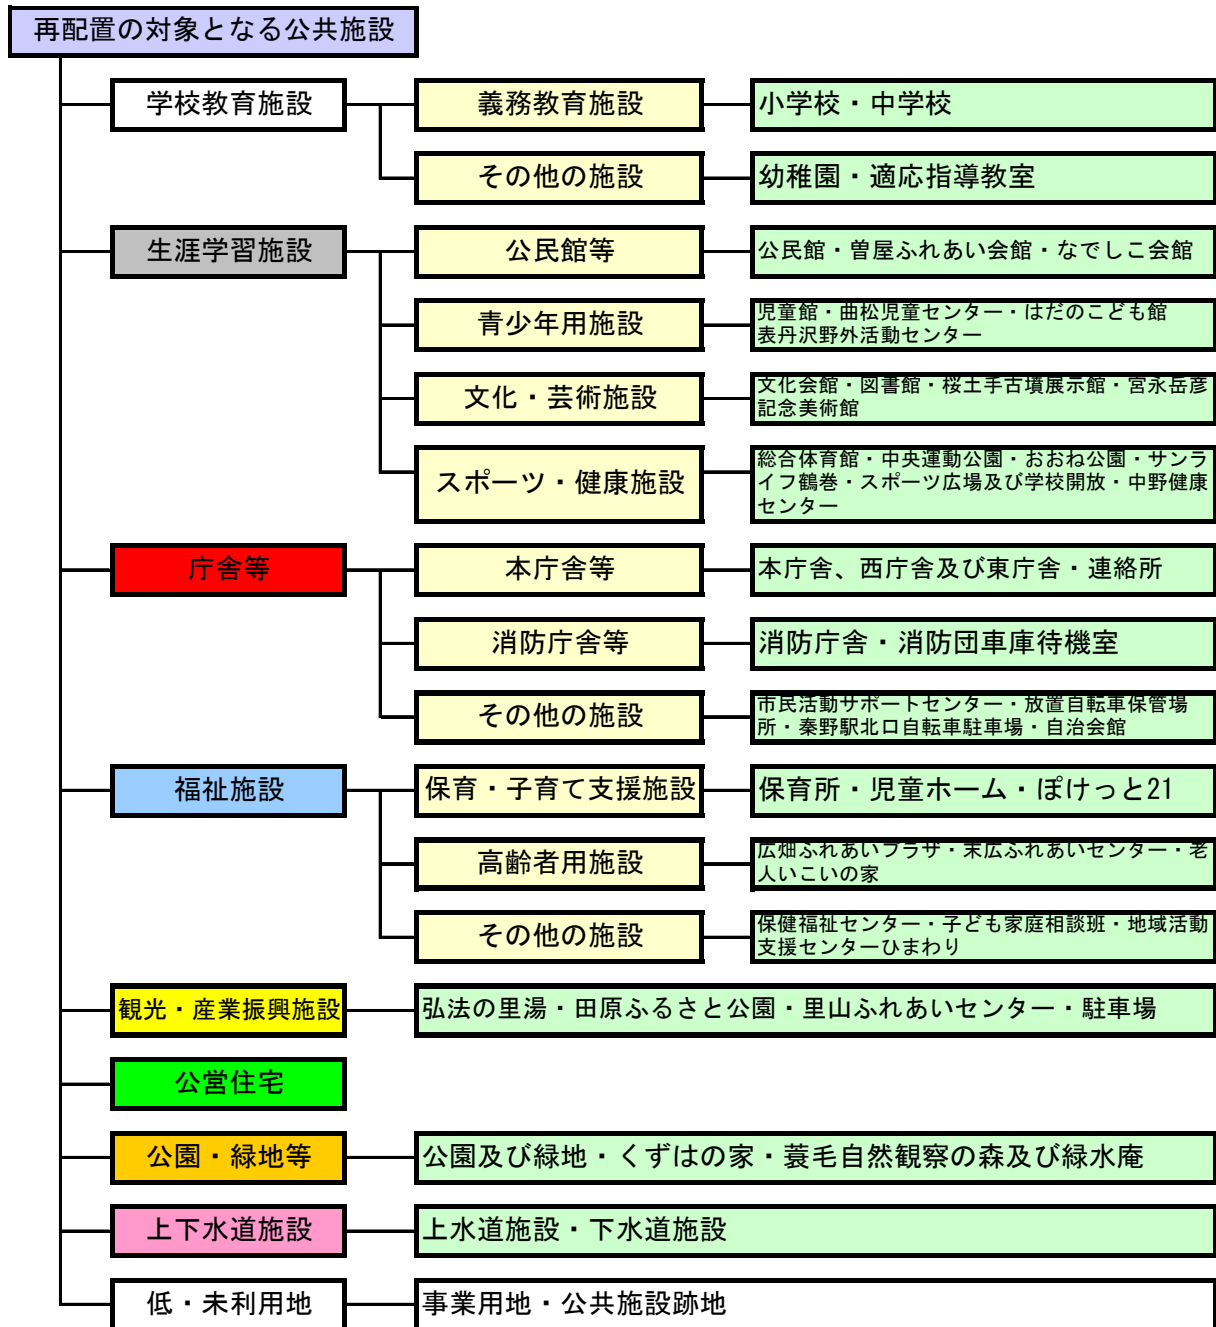 再配置の対象となる公共施設
学校教育施設
義務教育施設
小学校・中学校
その他の施設
幼稚園・適応指導教室
生涯学習施設
公民館等
公民館・曽屋ふれあい会館・なでしこ会館
青少年用施設
児童館・曲松児童センター・はだのこども館
表丹沢野外活動センター
文化・芸術施設
文化会館・図書館・桜土手古墳展示館・宮永岳彦
記念美術館
スポーツ・健康施設
総合体育館・中央運動公園・おおね公園・サンラ
イフ鶴巻・スポーツ広場及び学校開放・中野健康
センター
庁舎等
本庁舎等
本庁舎、西庁舎及び東庁舎・連絡所
消防庁舎等
消防庁舎・消防団車庫待機室
その他の施設
市民活動サポートセンター・放置自転車保管場
所・秦野駅北口自転車駐車場・自治会館
福祉施設
保育・子育て支援施設
保育所・児童ホーム・ぽけっと21
高齢者用施設
広畑ふれあいプラザ・末広ふれあいセンター・老
人いこいの家
その他の施設
保健福祉センター・子ども家庭相談班・地域活動
支援センターひまわり
観光・産業振興施設
弘法の里湯・田原ふるさと公園・里山ふれあいセンター・駐車場
公営住宅
公園・緑地等
公園及び緑地・くずはの家・蓑毛自然観察の森及び緑水庵
上下水道施設
上水道施設・下水道施設
低・未利用地
事業用地・公共施設跡地